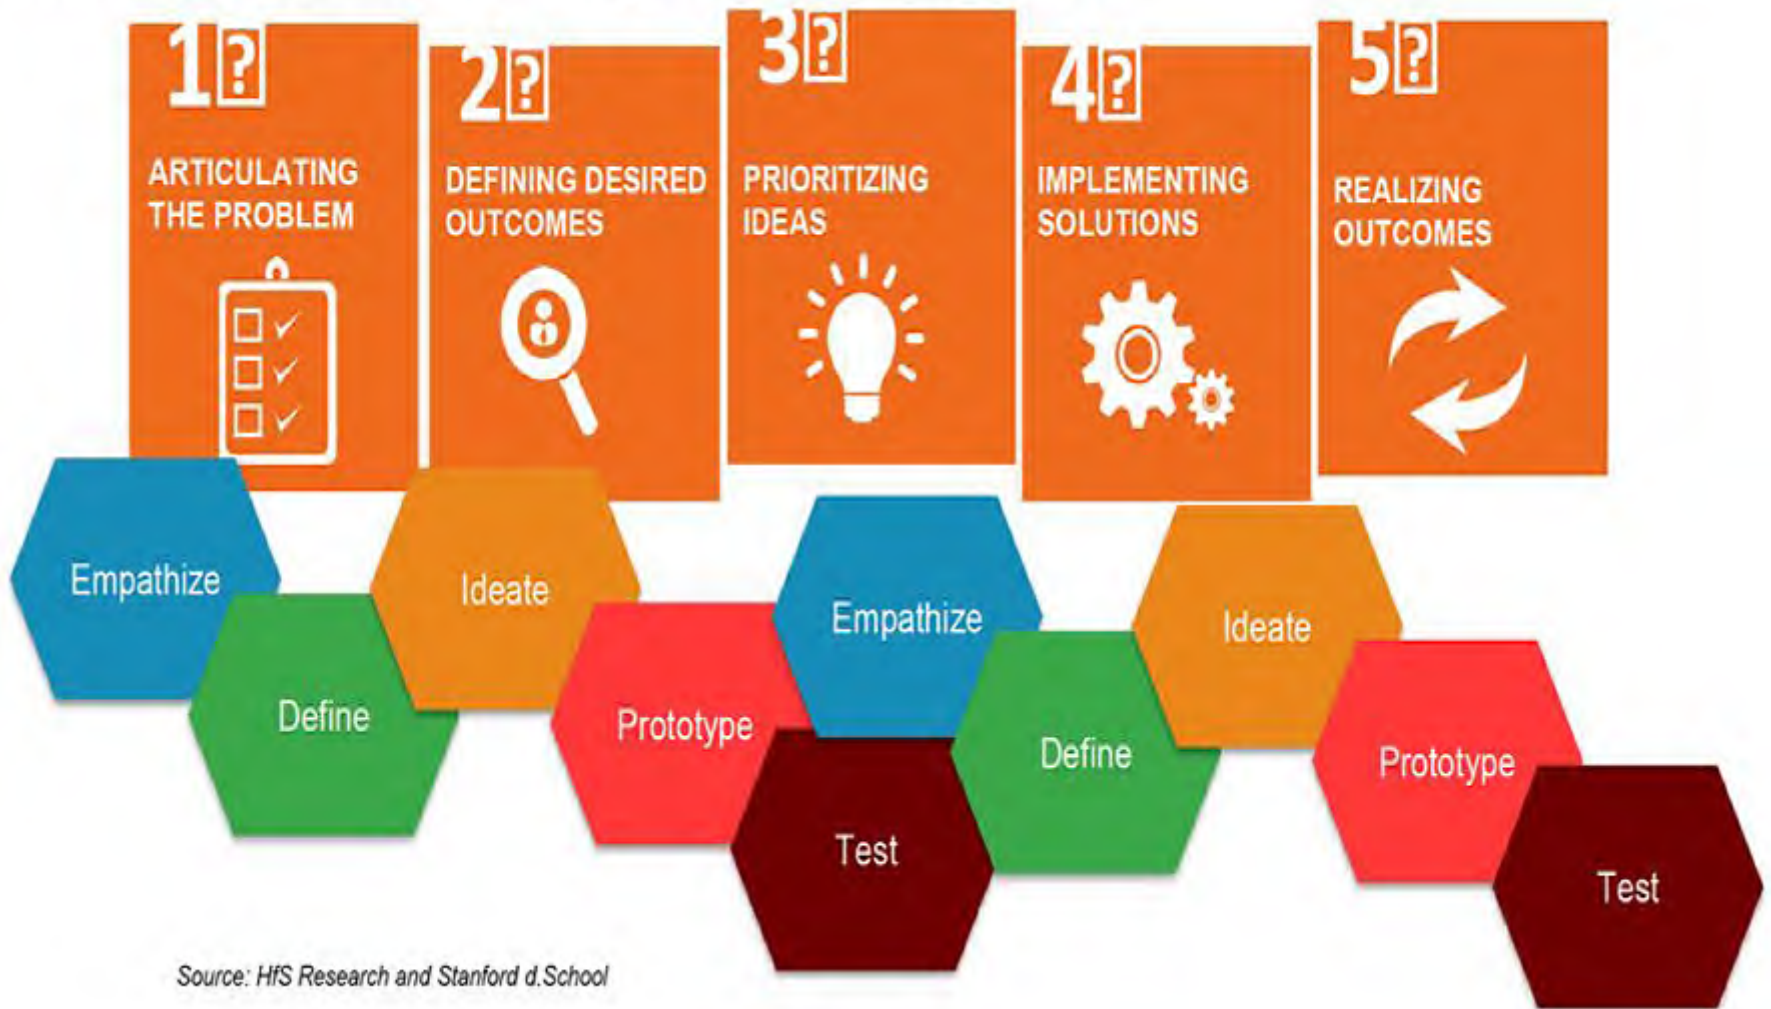 1?
ARTICULATING
THE PROBLEM
2?
DEFINING DESIRED
OUTCOMES
3?
PRIORITIZING
IDEAS
4?
IMPLEMENTING
SOLUTIONS
5?
REALIZING
OUTCOMES
Empathize
Define
Ideate
Prototype
Test
Empathize
Define
Ideate
Prototype
Test
Source: HfS Research and Stanford d.School